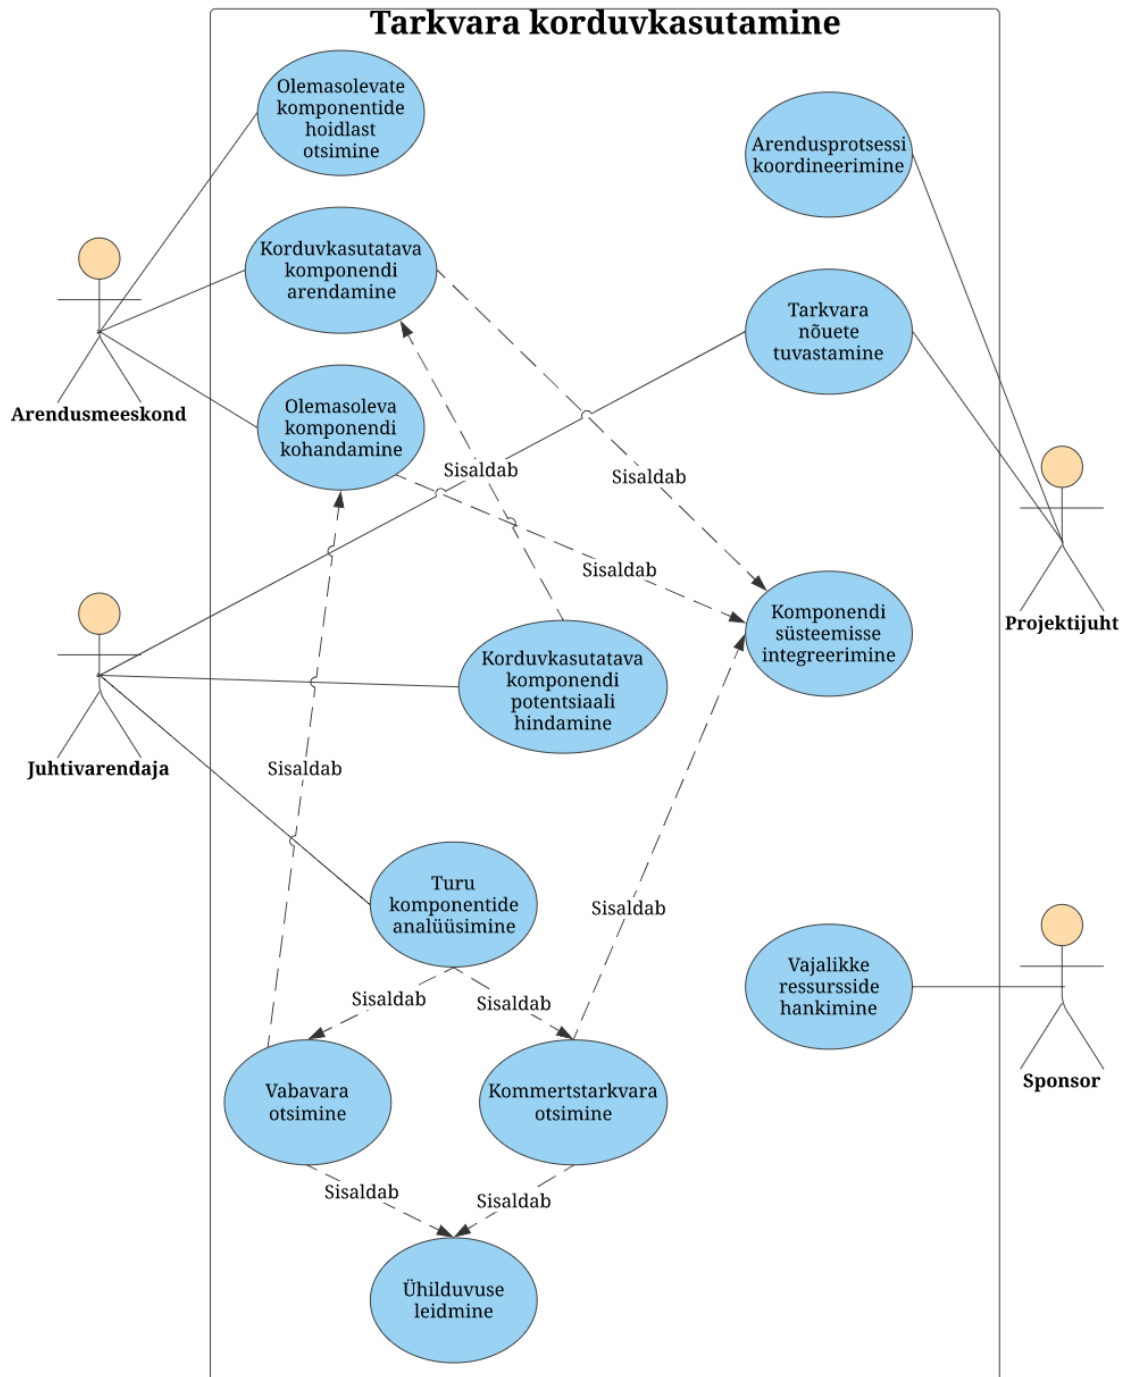 Tarkvara korduvkasutamine
Olemasolevate
komponentide
hoidlast
otsimine
Arendusprotsessi
koordineerimine
Korduvkasutatava
komponendi
arendamine
Tarkvara
nõuete
tuvastamine
Arendusmeeskond
Olemasoleva
komponendi
kohandamine
Sisaldab
Sisaldab
Sisaldab
Komponendi
süsteemisse
integreerimine
Projektijuht
Korduvkasutatava
komponendi
potentsiaali
hindamine
Juhtivarendaja
Sisaldab
Turu
komponentide
analüüsimine
Sisaldab
Vajalikke
ressursside
hankimine
Sisaldab
Sisaldab
Sponsor
Vabavara
otsimine
Kommertstarkvara
otsimine
Sisaldab
Sisaldab
Ühilduvuse
leidmine